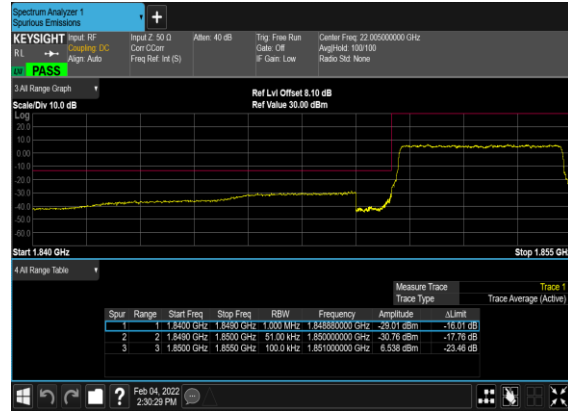 Spectrum Analyzer 1
Spurious Emissions
+
KEYSIGHT Input: RF Input Z: 50 Ω Atten: 40 dB Trig: Free Run Center Freq: 22.005000000 GHz
RL Coupling: DC Corr CCorr Gate: Off Avg|Hold: 100/100
Align: Auto Freq Ref: Int (S) IF Gain: Low Radio Std: None
LXI PASS
3 All Range Graph Ref Lvl Offset 8.10 dB
Scale/Div 10.0 dB Ref Value 30.00 dBm
Log
20.0
10.0
0.00
-10.0
-20.0
-30.0
-40.0
-50.0
-60.0
Start 1.840 GHz Stop 1.855 GH
4 All Range Table
Measure Trace Trace 1
Trace Type Trace Average (Active)
Spur Range Start Freq Stop Freq RBW Frequency Amplitude ΔLimit
1 1 1.8400 GHz 1.8490 GHz 1.000 MHz 1.848880000 GHz -29.01 dBm -16.01 dB
2 2 1.8490 GHz 1.8500 GHz 51.00 kHz 1.850000000 GHz -30.76 dBm -17.76 dB
3 3 1.8500 GHz 1.8550 GHz 100.0 kHz 1.851000000 GHz 6.538 dBm -23.46 dB
? Feb 04, 2022
2:30:29 PM